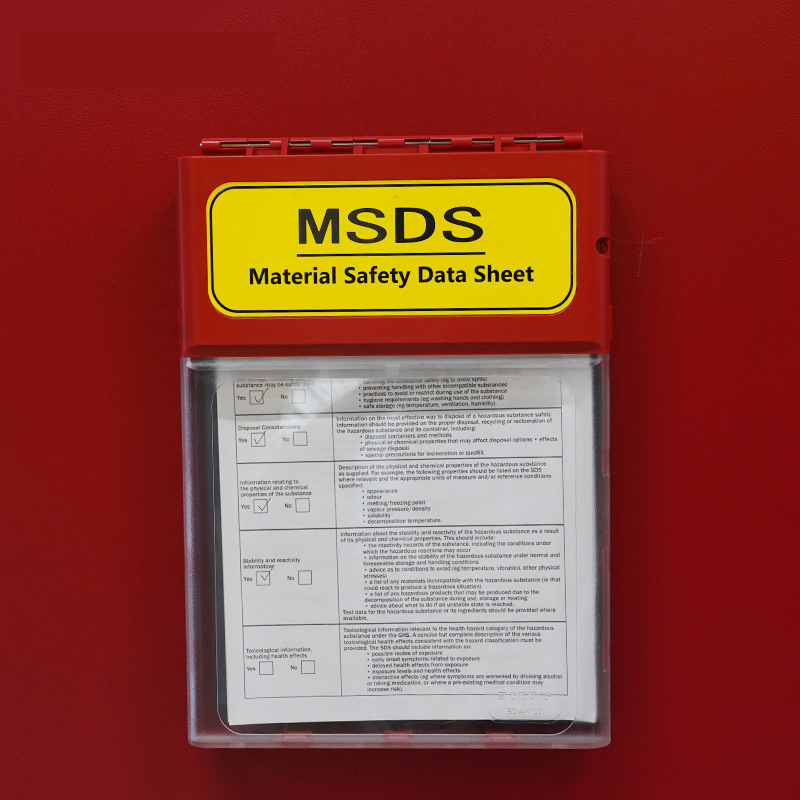 MSDS
Material Safety Data Sheet
substance may be safely used
Yes No
handling the substance safely (eg to avoid spills)
• preventing handling with other incompatible substances
• practices to avoid or restrict during use of the substance
• hygiene requirements (eg washing hands and clothing)
• safe storage (eg temperature, ventilation, humidity).
Disposal Considerations
Yes No
Information on the most effective way to dispose of a hazardous substance safely.
Information should be provided on the proper disposal, recycling or reclamation of
the hazardous substance and its container, including:
• disposal containers and methods
• physical or chemical properties that may affect disposal options • effects
of sewage disposal
• special precautions for incineration or landfill.
Information relating to
the physical and chemical
properties of the substance
Yes No
Description of the physical and chemical properties of the hazardous substance
as supplied. For example, the following properties should be listed on the SDS
where relevant and the appropriate units of measure and/or reference conditions
specified:
• appearance
• odour
• melting/freezing point
• vapour pressure/density
• solubility
• decomposition temperature.
Stability and reactivity
information
Yes No
Information about the stability and reactivity of the hazardous substance as a result
of its physical and chemical properties. This should include:
• the reactivity hazards of the substance, including the conditions under
which the hazardous reactions may occur
• information on the stability of the hazardous substance under normal and
foreseeable storage and handling conditions
• advice as to conditions to avoid (eg temperature, vibration, other physical
stresses)
• a list of any materials incompatible with the hazardous substance (ie that
could react to produce a hazardous situation)
• a list of any hazardous products that may be produced due to the
decomposition of the substance during use, storage or heating
• advice about what to do if an unstable state is reached.
Test data for the hazardous substance or its ingredients should be provided where
available.
Toxicological information,
including health effects
Yes No
Toxicological information relevant to the health hazard category of the hazardous
substance under the GHS. A concise but complete description of the various
toxicological health effects consistent with the hazard classification must be
provided. The SDS should include information on:
• possible routes of exposure
• early onset symptoms related to exposure
• delayed health effects from exposure
• exposure levels and health effects
• interactive effects (eg where symptoms are worsened by drinking alcohol
or taking medication, or where a pre-existing medical condition may
increase risk).